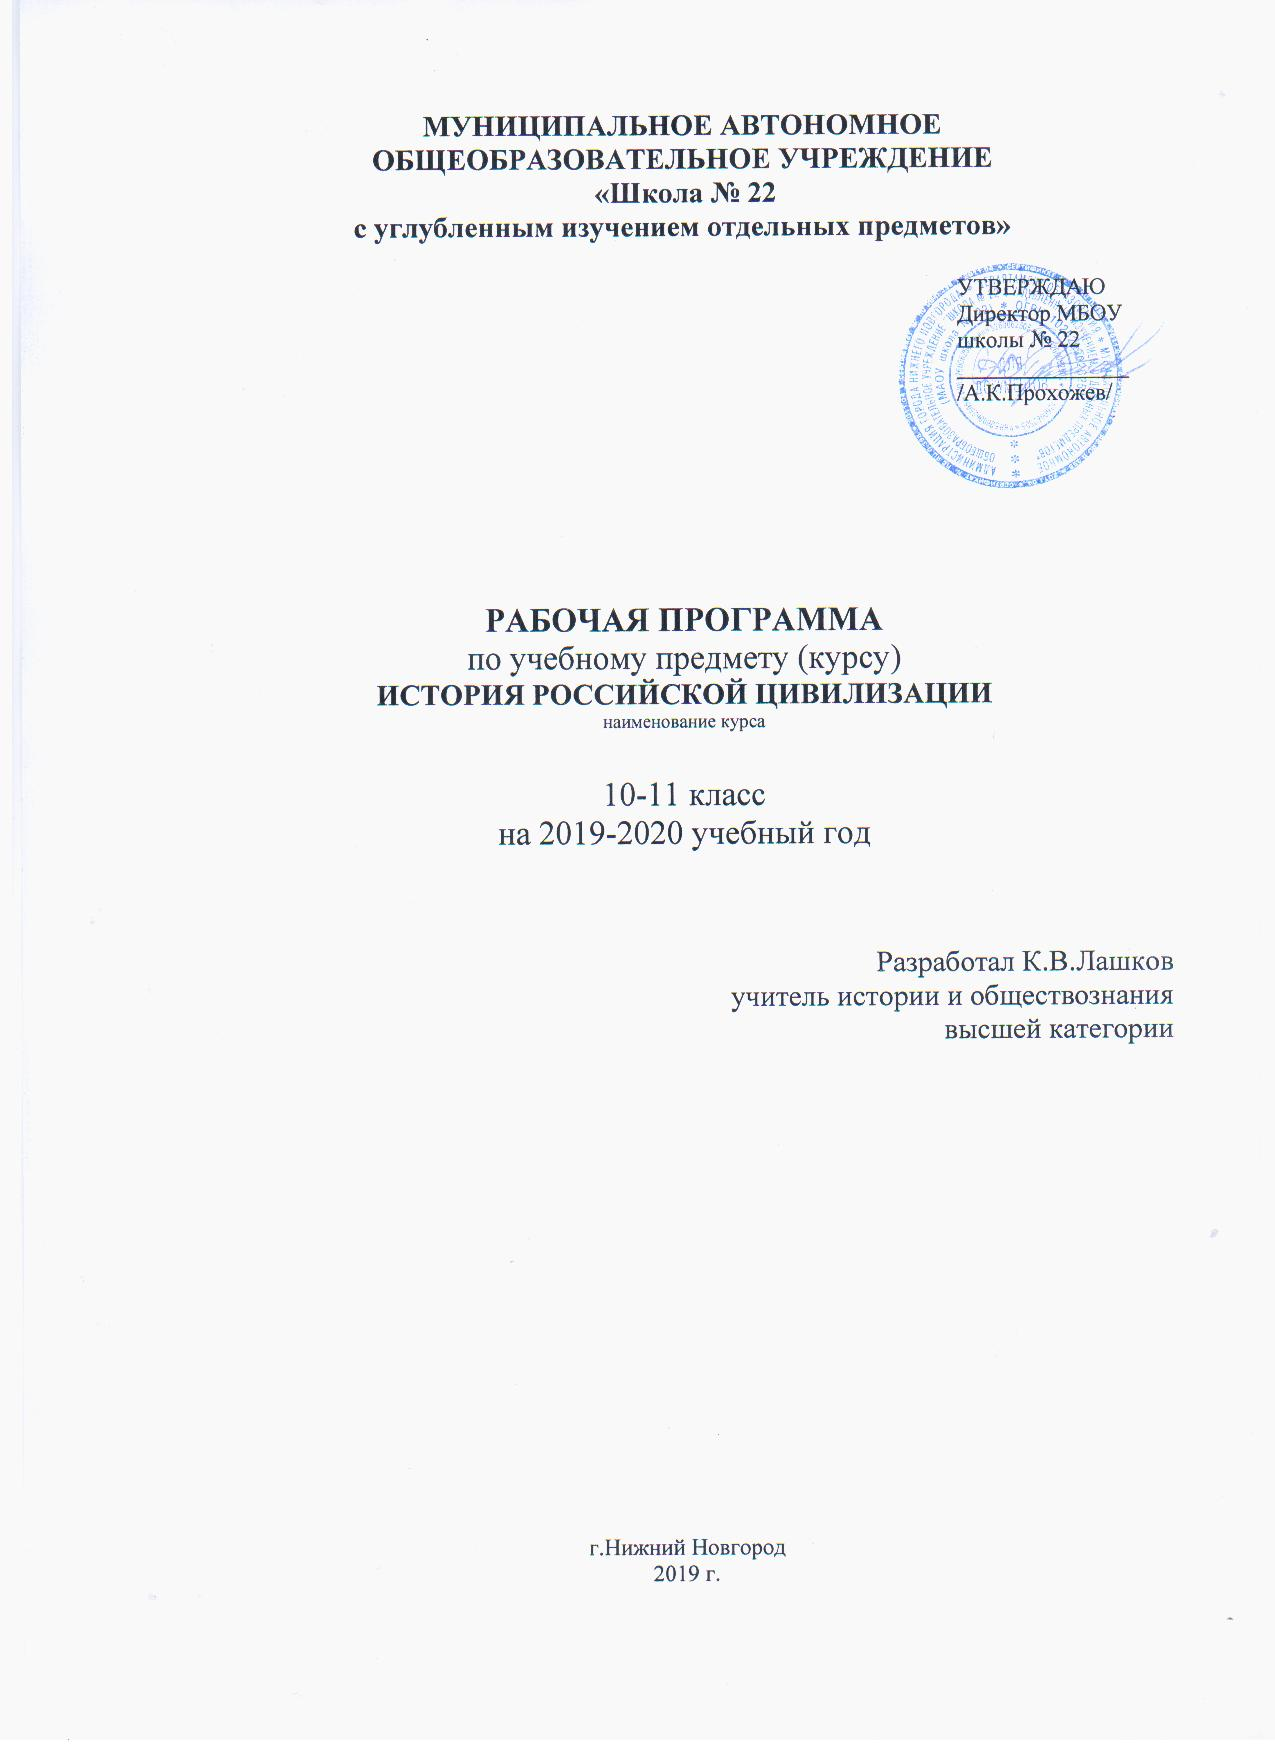 МУНИЦИПАЛЬНОЕ АВТОНОМНОЕ
ОБЩЕОБРАЗОВАТЕЛЬНОЕ УЧРЕЖДЕНИЕ
«Школа № 22
с углубленным изучением отдельных предметов»
УТВЕРЖДАЮ
Директор МБОУ
школы № 22
/А.К.Прохожев/
РАБОЧАЯ ПРОГРАММА
по учебному предмету (курсу)
ИСТОРИЯ РОССИЙСКОЙ ЦИВИЛИЗАЦИИ
наименование курса
10-11 класс
на 2019-2020 учебный год
Разработал К.В.Лашков
учитель истории и обществознания
высшей категории
г.Нижний Новгород
2019 г.